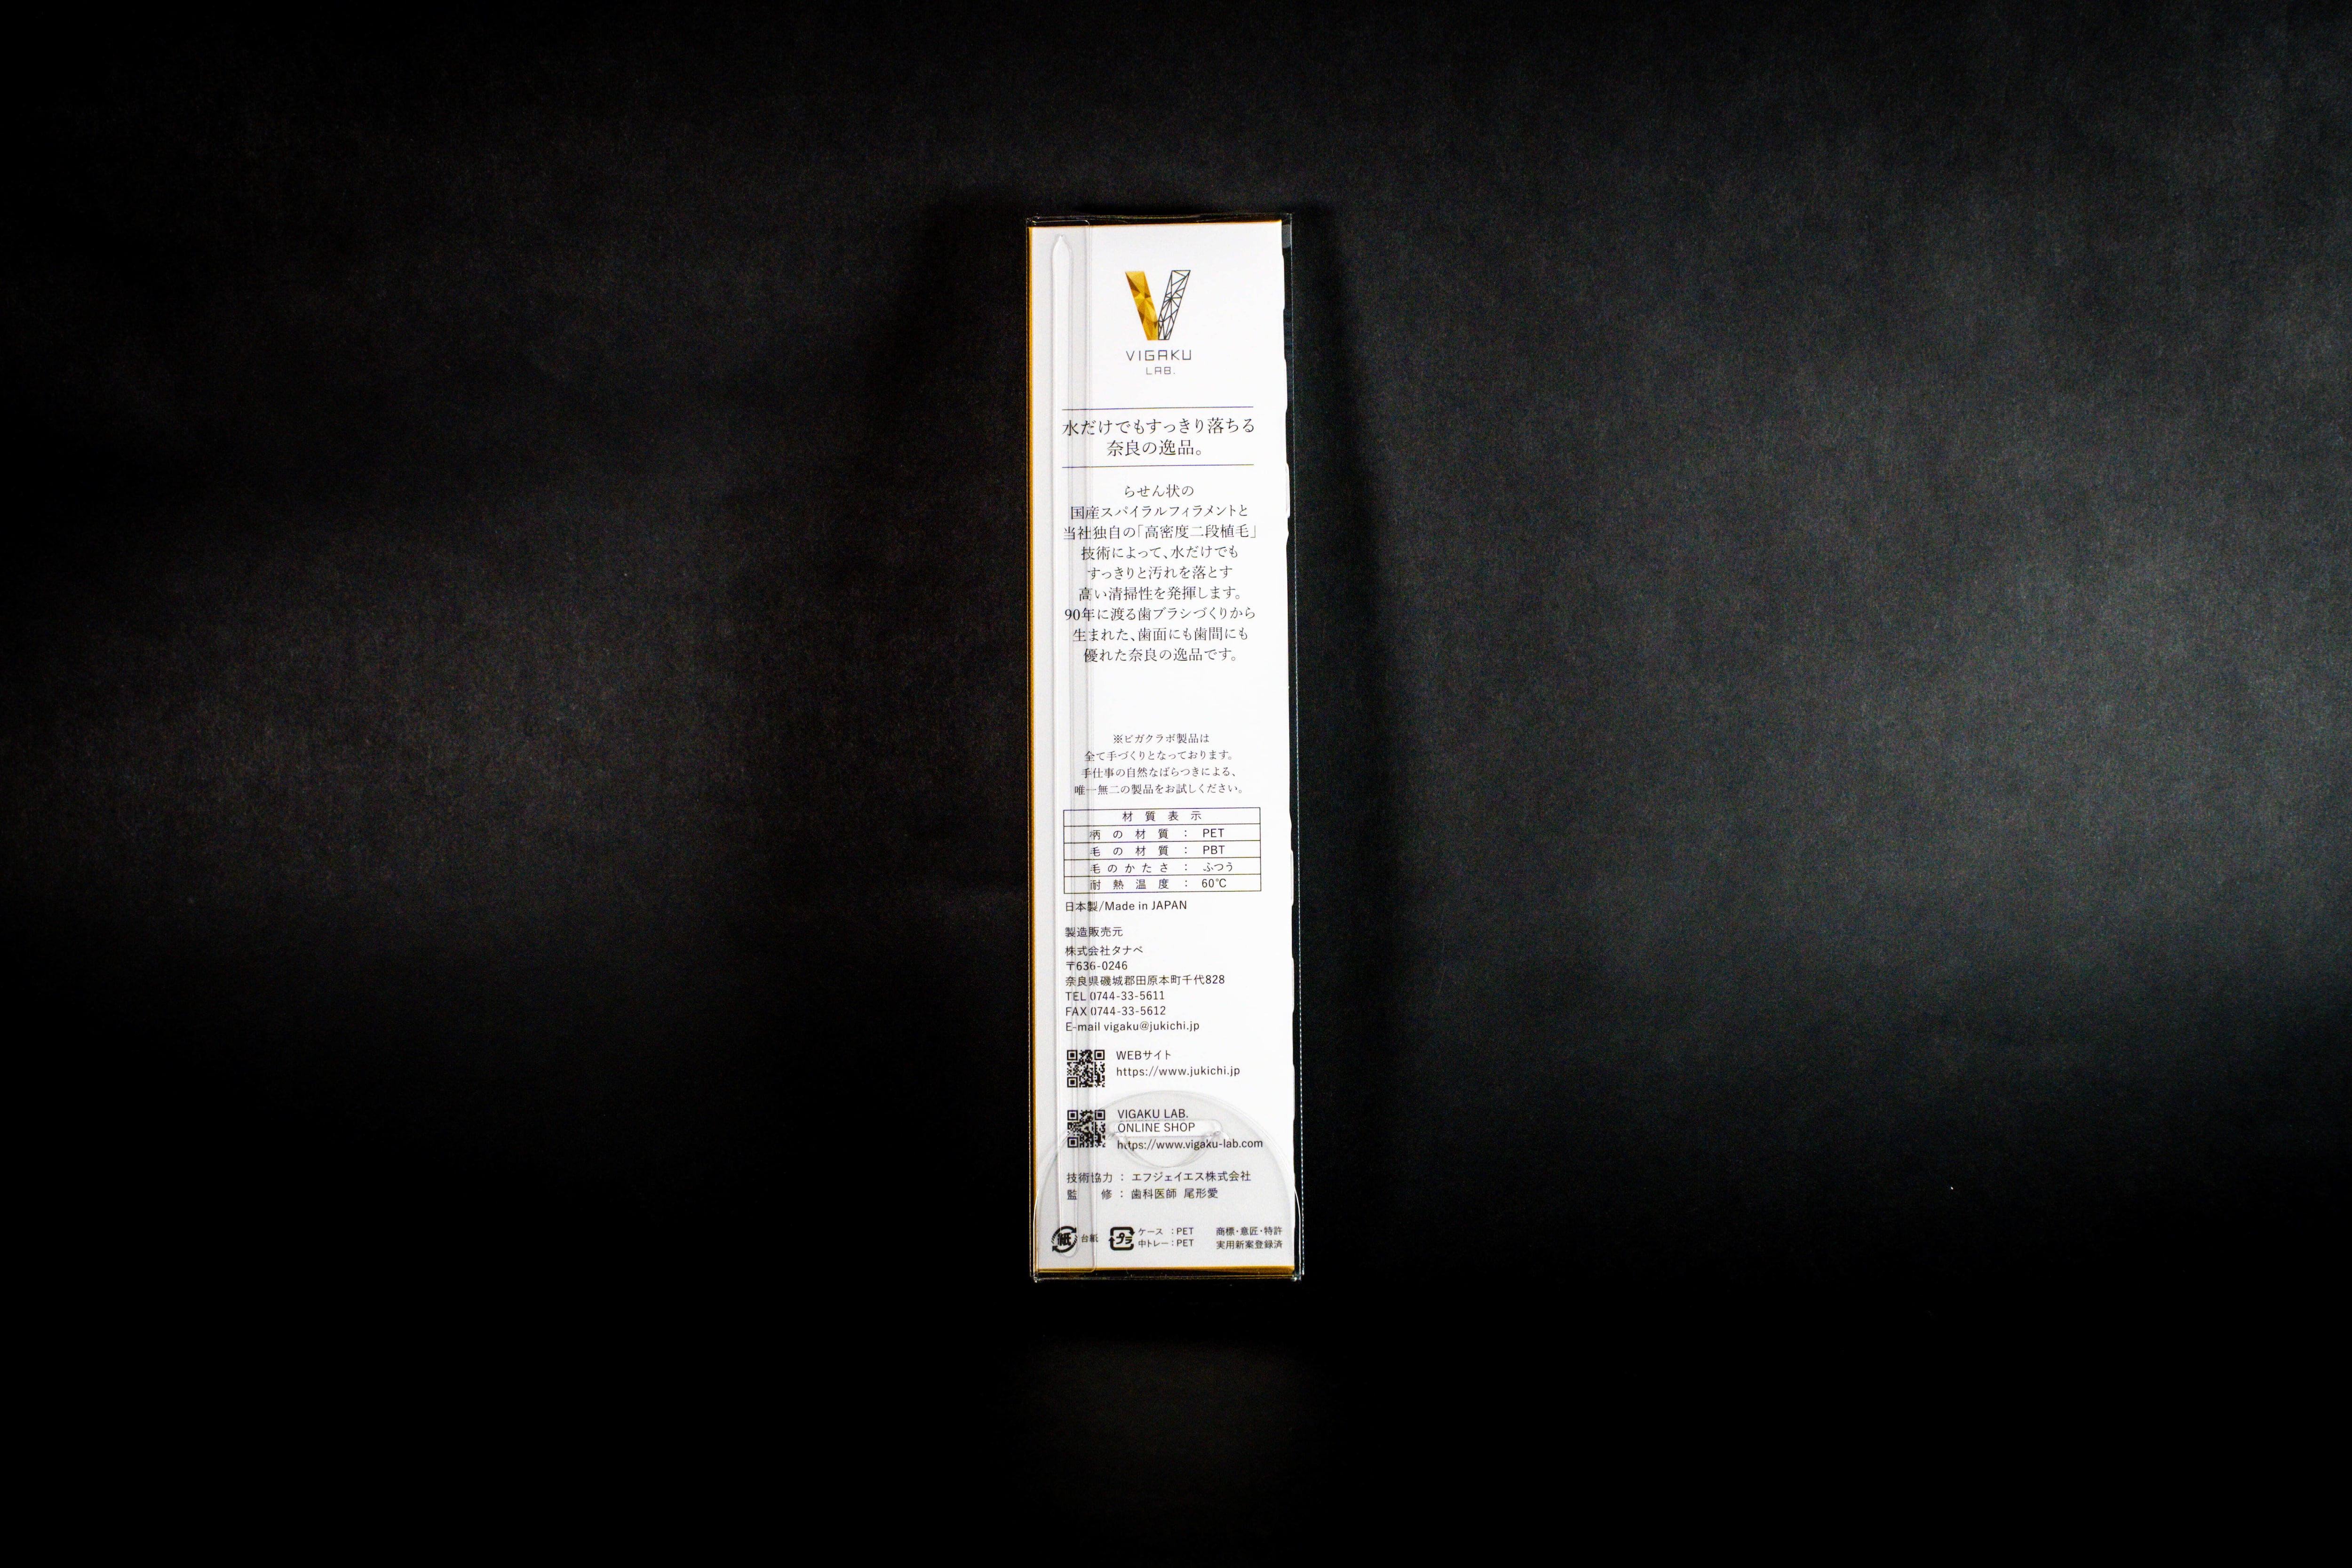 VIGAKU
LAB.
水だけでもすっきり落ちる
奈良の逸品。
らせん状の
国産スパイラルフィラメントと
当社独自の「高密度二段植毛」
技術によって、水だけでも
すっきりと汚れを落とす
高い清掃性を発揮します。
90年に渡る歯ブラシづくりから
生まれた、歯面にも歯間にも
優れた奈良の逸品です。
※ビガクラボ製品は
全て手づくりとなっております。
手仕事の自然なばらつきによる、
唯一無二の製品をお試しください。
材質表示
柄の材質：PET
毛の材質：PBT
毛のかたさ：ふつう
耐熱温度：60℃
日本製/Made in JAPAN
製造販売元
株式会社タナベ
〒636-0246
奈良県磯城郡田原本町千代828
TEL 0744-33-5611
FAX 0744-33-5612
E-mail vigaku@jukichi.jp
WEBサイト
https://www.jukichi.jp
VIGAKU LAB.
ONLINE SHOP
https://www.vigaku-lab.com
技術協力：エフジェイエス株式会社
監修：歯科医師 尾形愛
紙 台紙
プラ ケース：PET
中トレー：PET
商標・意匠・特許
実用新案登録済